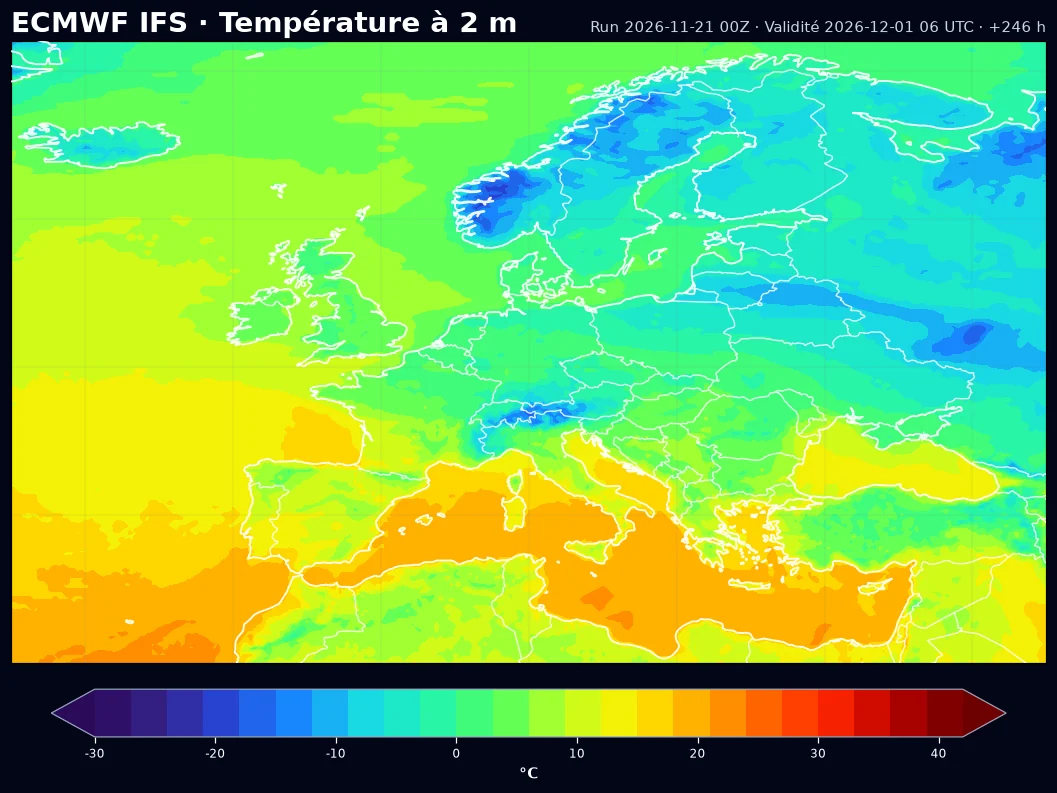 ECMWF IFS · Température à 2 m
Run 2026-11-21 00Z · Validité 2026-12-01 06 UTC · +246 h
-30 -20 -10 0 10 20 30 40
°C